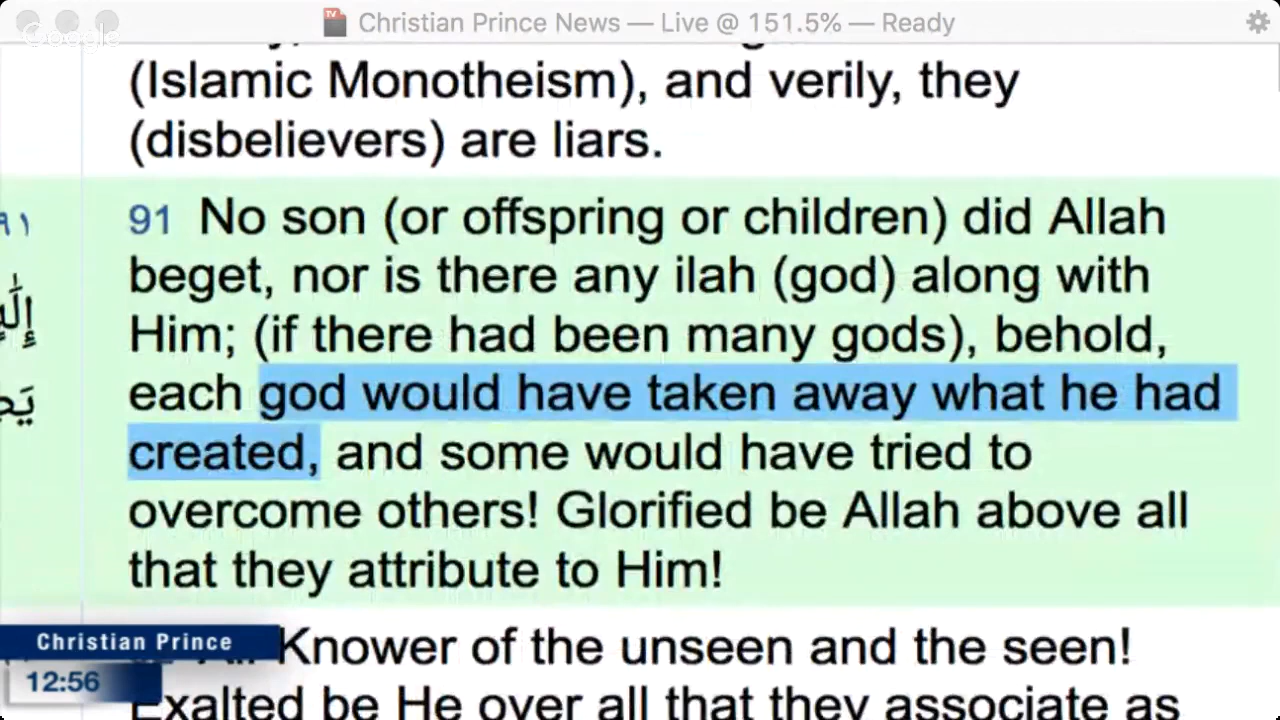 Christian Prince News — Live @ 151.5% — Ready
Google
(Islamic Monotheism), and verily, they
(disbelievers) are liars.
91 No son (or offspring or children) did Allah
beget, nor is there any ilah (god) along with
Him; (if there had been many gods), behold,
each god would have taken away what he had
created, and some would have tried to
overcome others! Glorified be Allah above all
that they attribute to Him!
٩١
Christian Prince
Knower of the unseen and the seen!
12:56
Exalted be He over all that they associate as